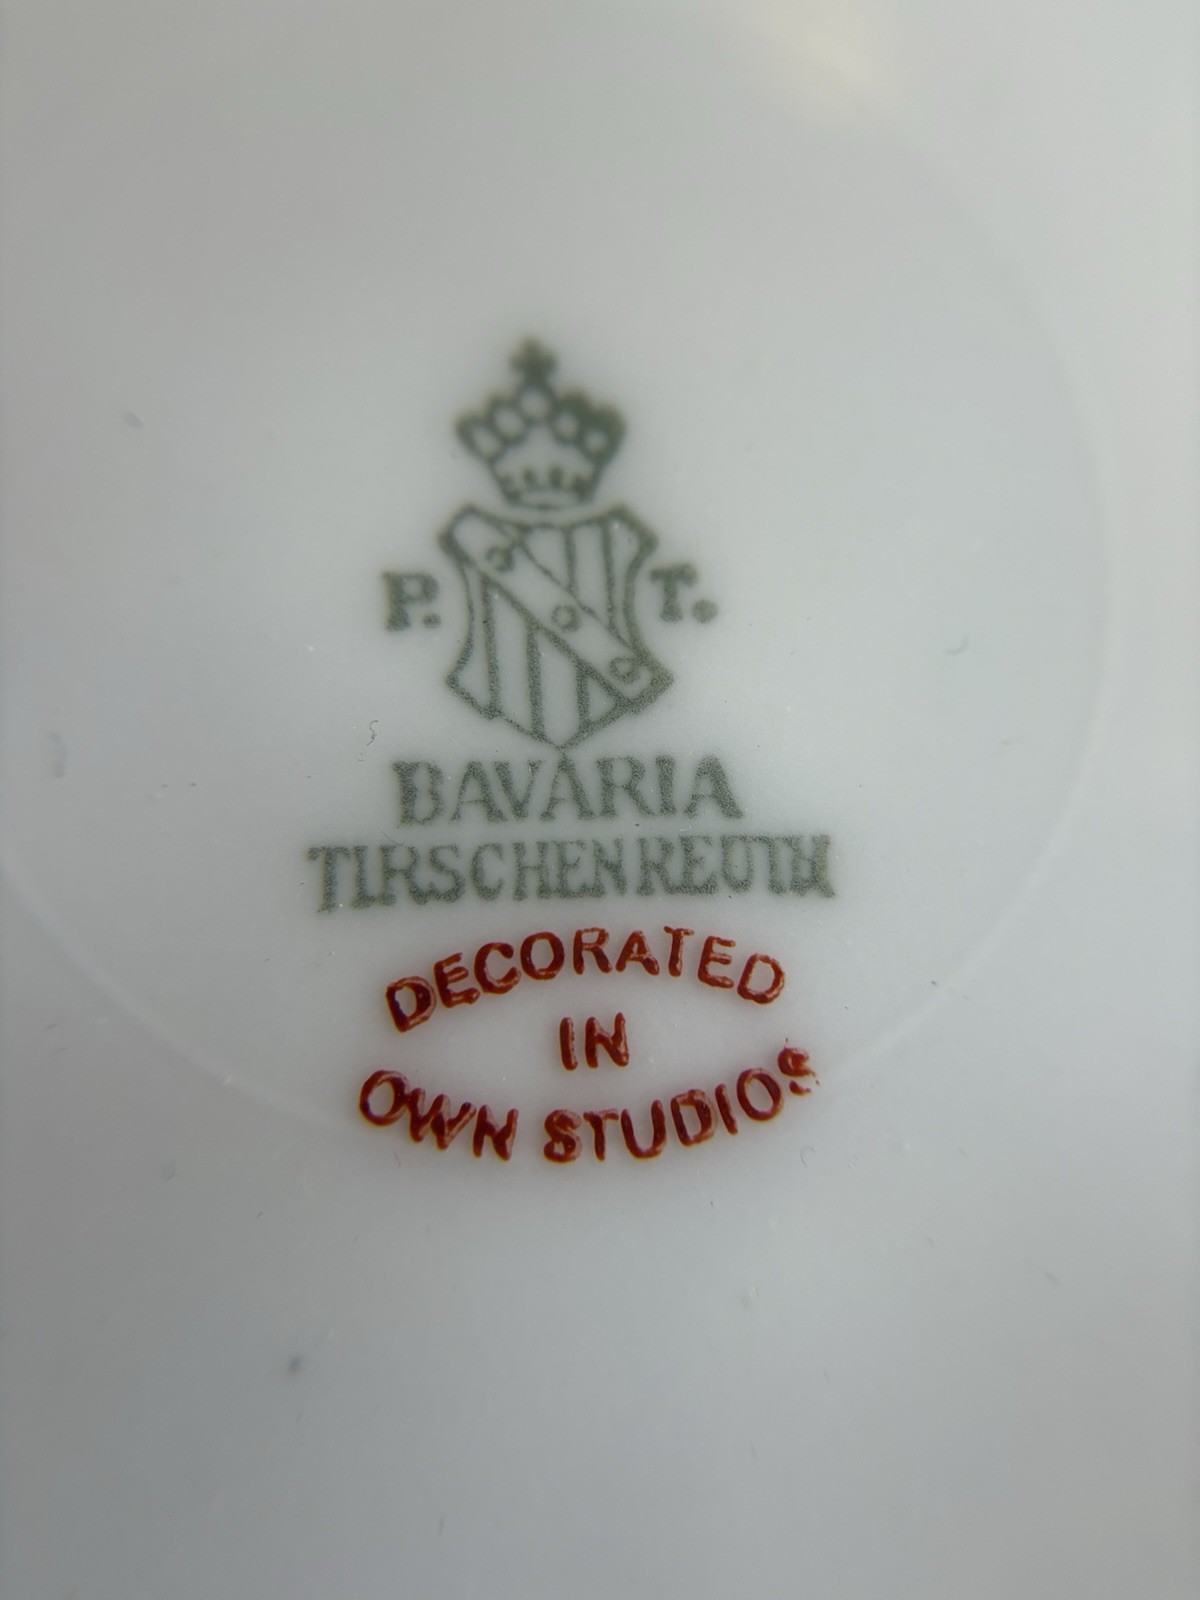 P. T.
BAVARIA
TIRSCHENREUTH
DECORATED
IN
OWN STUDIOS